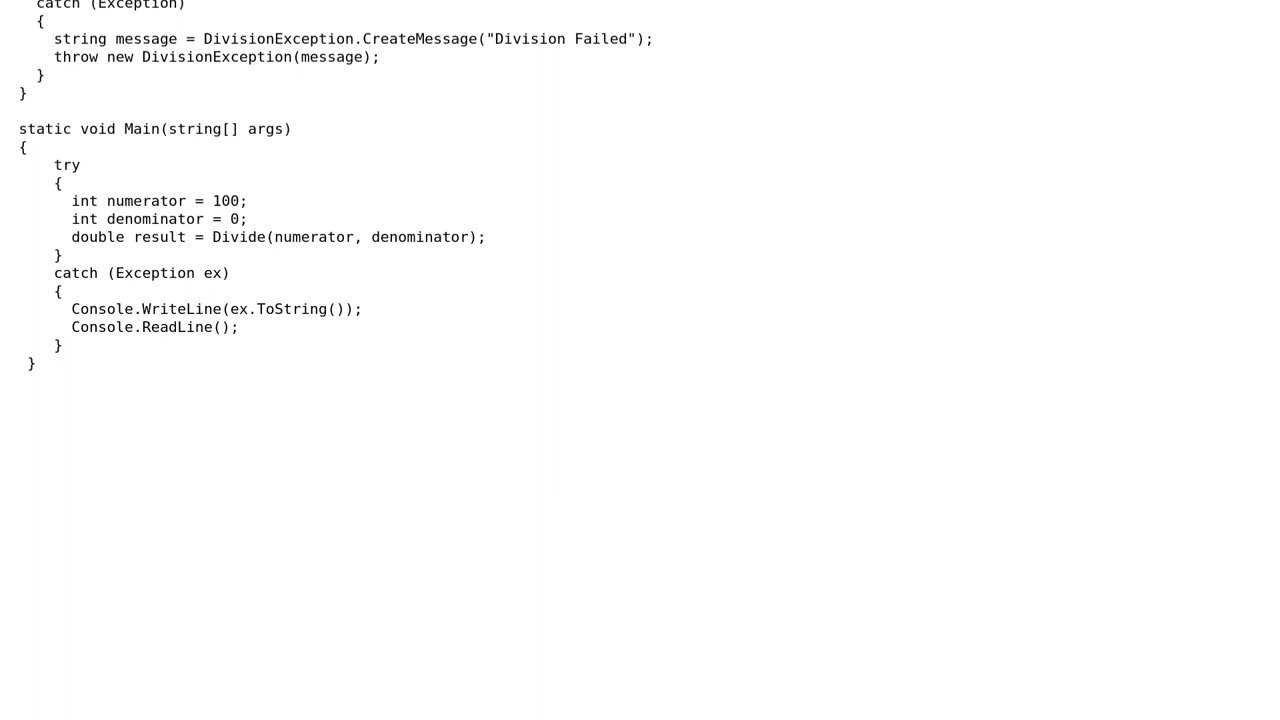 catch (Exception)
{
string message = DivisionException.CreateMessage("Division Failed");
throw new DivisionException(message);
}
}
static void Main(string[] args)
{
try
{
int numerator = 100;
int denominator = 0;
double result = Divide(numerator, denominator);
}
catch (Exception ex)
{
Console.WriteLine(ex.ToString());
Console.ReadLine();
}
}